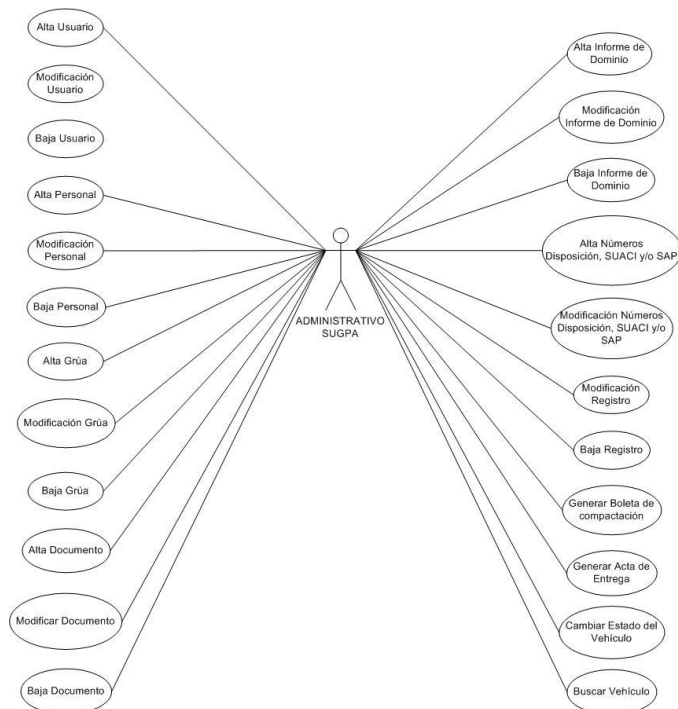 Alta Usuario
Modificación
Usuario
Baja Usuario
Alta Personal
Modificación
Personal
Baja Personal
Alta Grúa
Modificación Grúa
Baja Grúa
Alta Documento
Modificar Documento
Baja Documento
ADMINISTRATIVO
SUGPA
Alta Informe de
Dominio
Modificación
Informe de Dominio
Baja Informe de
Dominio
Alta Números
Disposición, SUACI y/o SAP
Modificación Números
Disposición, SUACI y/o
SAP
Modificación
Registro
Baja Registro
Generar Boleta de
compactación
Generar Acta de
Entrega
Cambiar Estado del
Vehículo
Buscar Vehículo